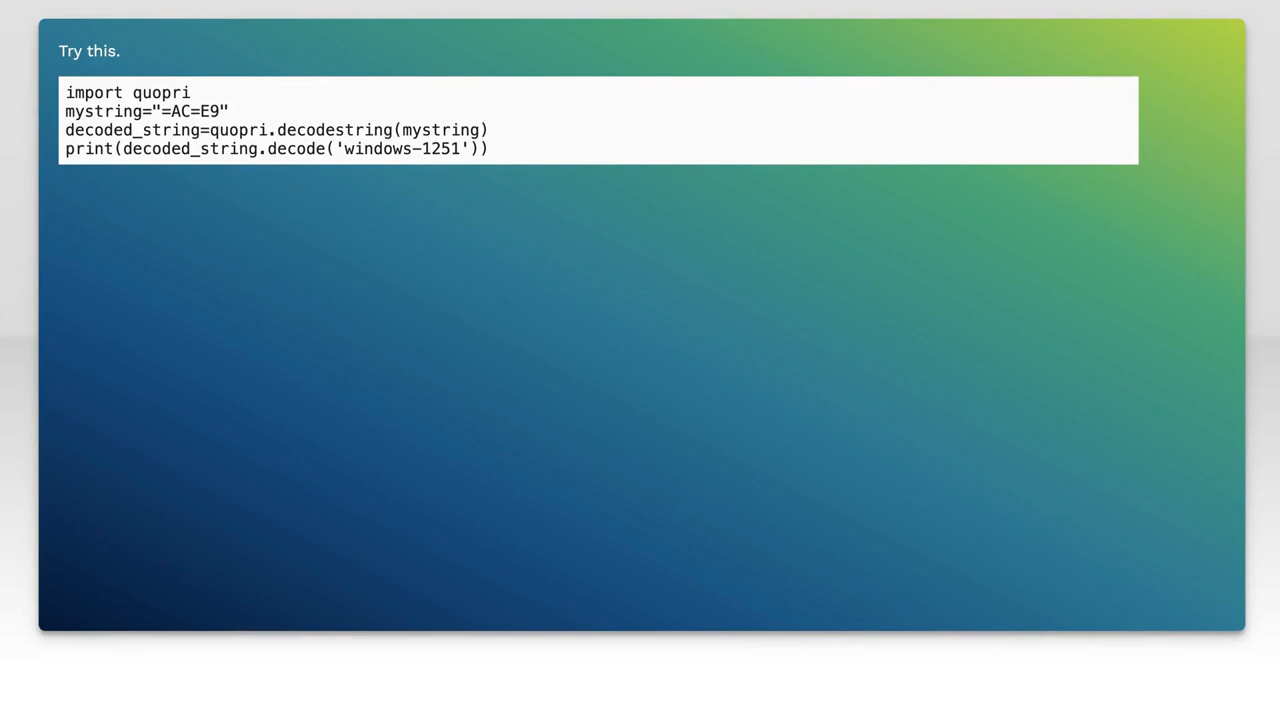 Try this.
import quopri
mystring="=AC=E9"
decoded_string=quopri.decodestring(mystring)
print(decoded_string.decode('windows-1251'))